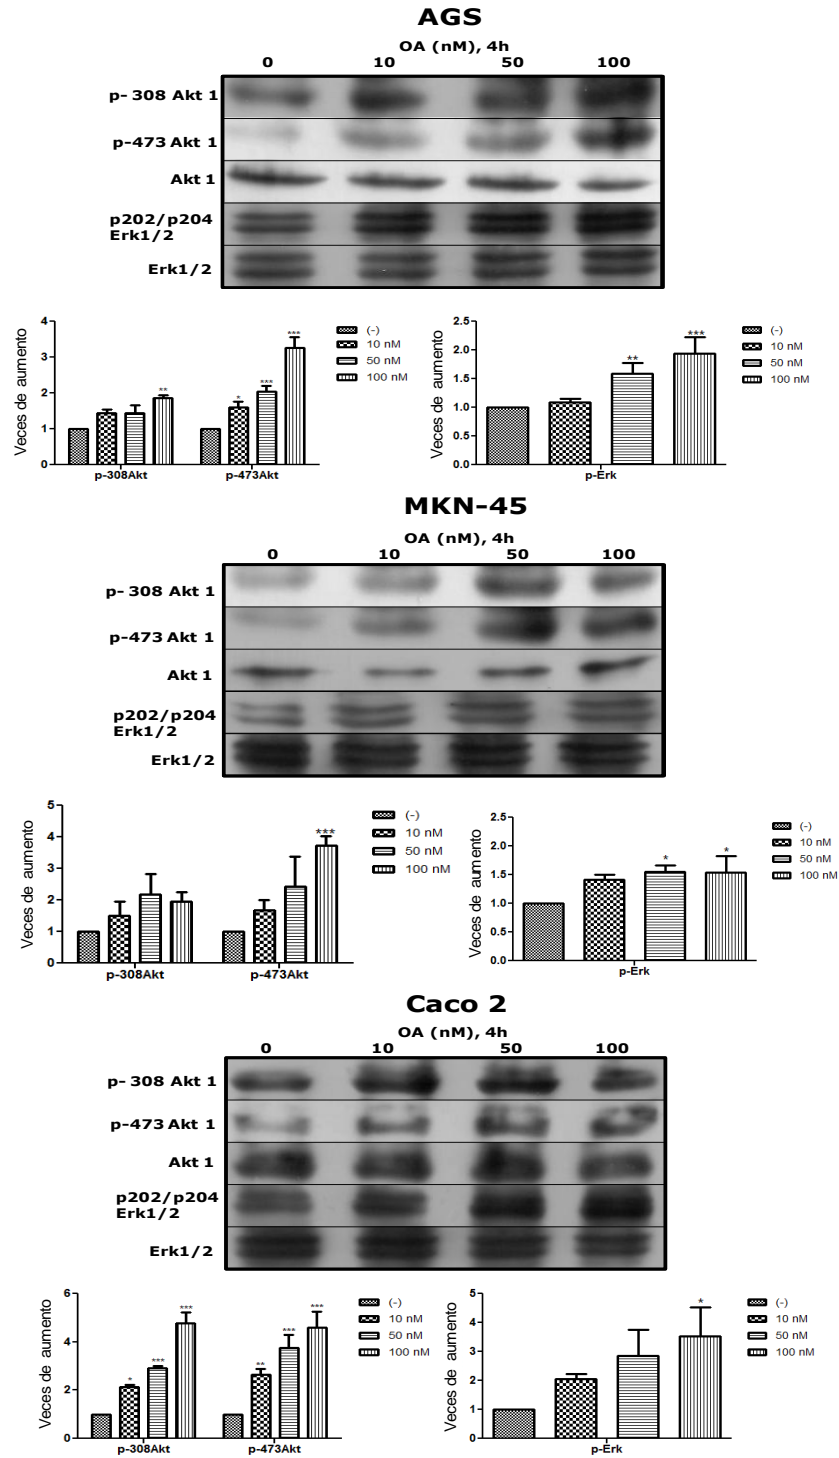 AGS
OA (nM), 4h
0 10 50 100
p- 308 Akt 1
p-473 Akt 1
Akt 1
p202/p204
Erk1/2
Erk1/2
Veces de aumento
4
3
2
1
0
** 
* *** ***
p-308Akt p-473Akt
(-)
10 nM
50 nM
100 nM
Veces de aumento
2.5
2.0
1.5
1.0
0.5
0.0
** ***
p-Erk
(-)
10 nM
50 nM
100 nM
MKN-45
OA (nM), 4h
0 10 50 100
p- 308 Akt 1
p-473 Akt 1
Akt 1
p202/p204
Erk1/2
Erk1/2
Veces de aumento
5
4
3
2
1
0
***
p-308Akt p-473Akt
(-)
10 nM
50 nM
100 nM
Veces de aumento
2.5
2.0
1.5
1.0
0.5
0.0
* *
p-Erk
(-)
10 nM
50 nM
100 nM
Caco 2
OA (nM), 4h
0 10 50 100
p- 308 Akt 1
p-473 Akt 1
Akt 1
p202/p204
Erk1/2
Erk1/2
Veces de aumento
6
4
2
0
* *** ***
** *** ***
p-308Akt p-473Akt
(-)
10 nM
50 nM
100 nM
Veces de aumento
5
4
3
2
1
0
*
p-Erk
(-)
10 nM
50 nM
100 nM